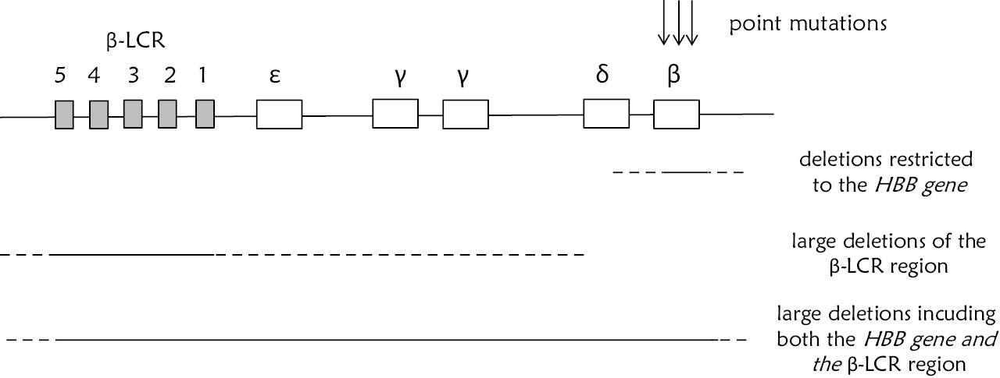 point mutations
β-LCR
5 4 3 2 1 ε γ γ δ β
deletions restricted
to the HBB gene
large deletions of the
β-LCR region
large deletions incuding
both the HBB gene and
the β-LCR region